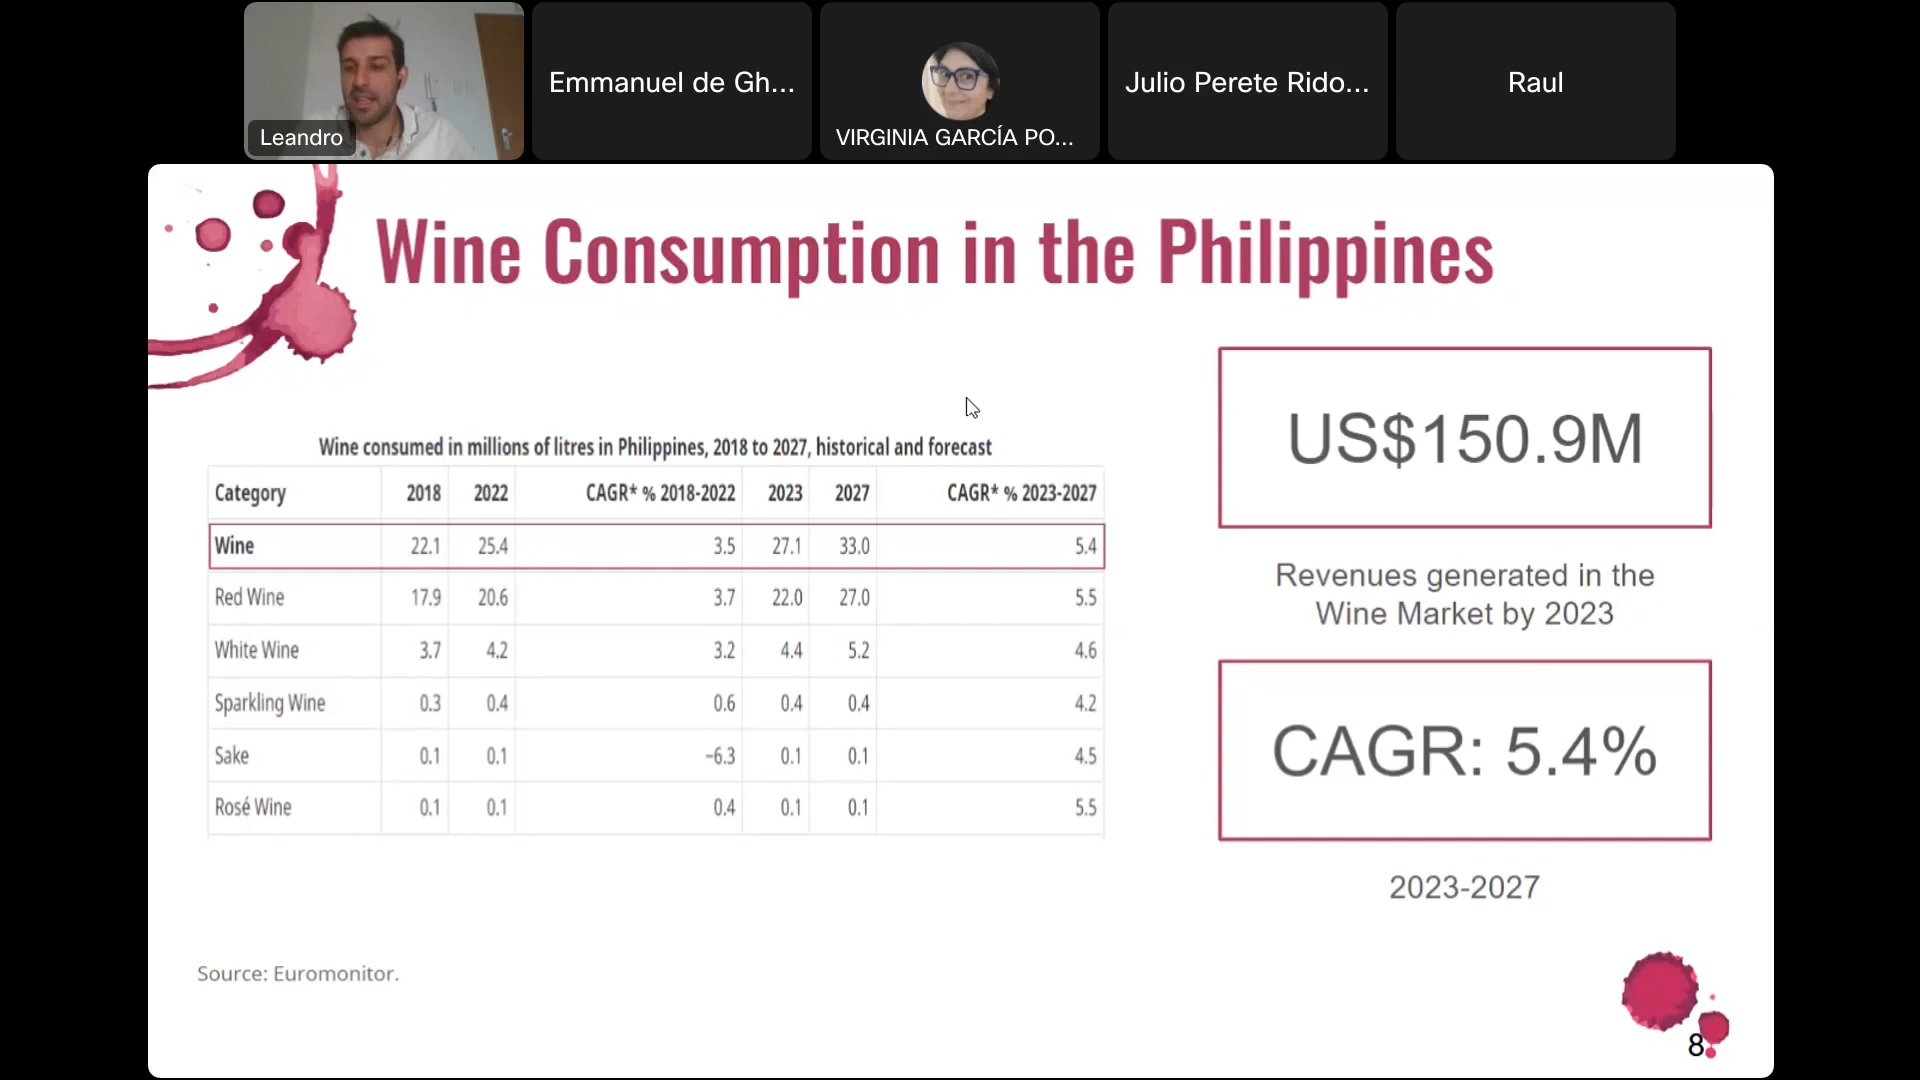 Leandro
Emmanuel de Gh...
VIRGINIA GARCÍA PO...
Julio Perete Rido...
Raul
Wine Consumption in the Philippines
Wine consumed in millions of litres in Philippines, 2018 to 2027, historical and forecast
Category 2018 2022 CAGR* % 2018-2022 2023 2027 CAGR* % 2023-2027
Wine 22.1 25.4 3.5 27.1 33.0 5.4
Red Wine 17.9 20.6 3.7 22.0 27.0 5.5
White Wine 3.7 4.2 3.2 4.4 5.2 4.6
Sparkling Wine 0.3 0.4 0.6 0.4 0.4 4.2
Sake 0.1 0.1 −6.3 0.1 0.1 4.5
Rosé Wine 0.1 0.1 0.4 0.1 0.1 5.5
US$150.9M
Revenues generated in the
Wine Market by 2023
CAGR: 5.4%
2023-2027
Source: Euromonitor.
8